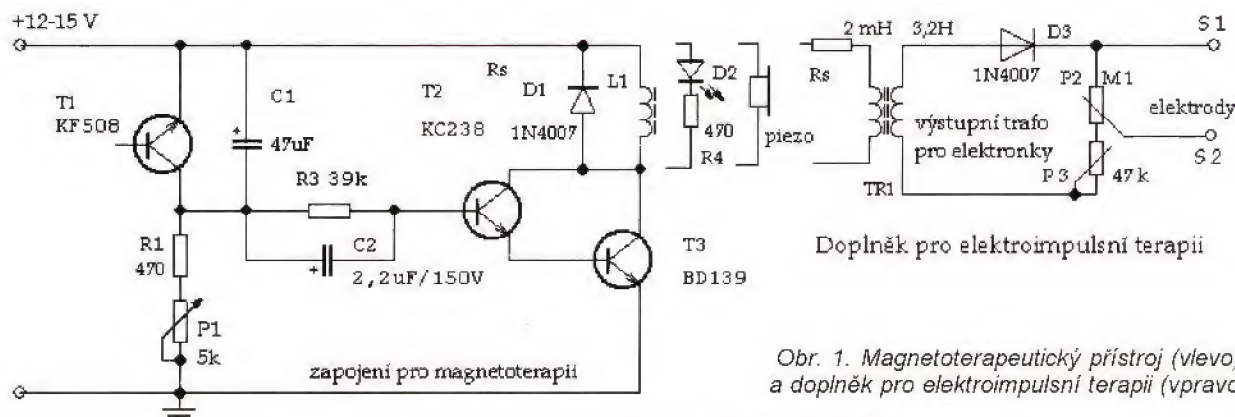 +12-15 V
T1
KF508
C1
+
47uF
R3 39k
R1
470
C2
+
2,2uF/150V
P1
5k
zapojení pro magnetoterapii
Rs
T2
KC238
D1
1N4007
L1
T3
BD139
D2
470
R4
piezo
2 mH
Rs
3,2H
TR1
výstupní trafo
pro elektronky
D3
1N4007
P2
M1
P3
47k
S1
elektrody
S2
Doplněk pro elektroimpulsní terapii
Obr. 1. Magnetoterapeutický přístroj (vlevo)
a doplněk pro elektroimpulsní terapii (vpravo